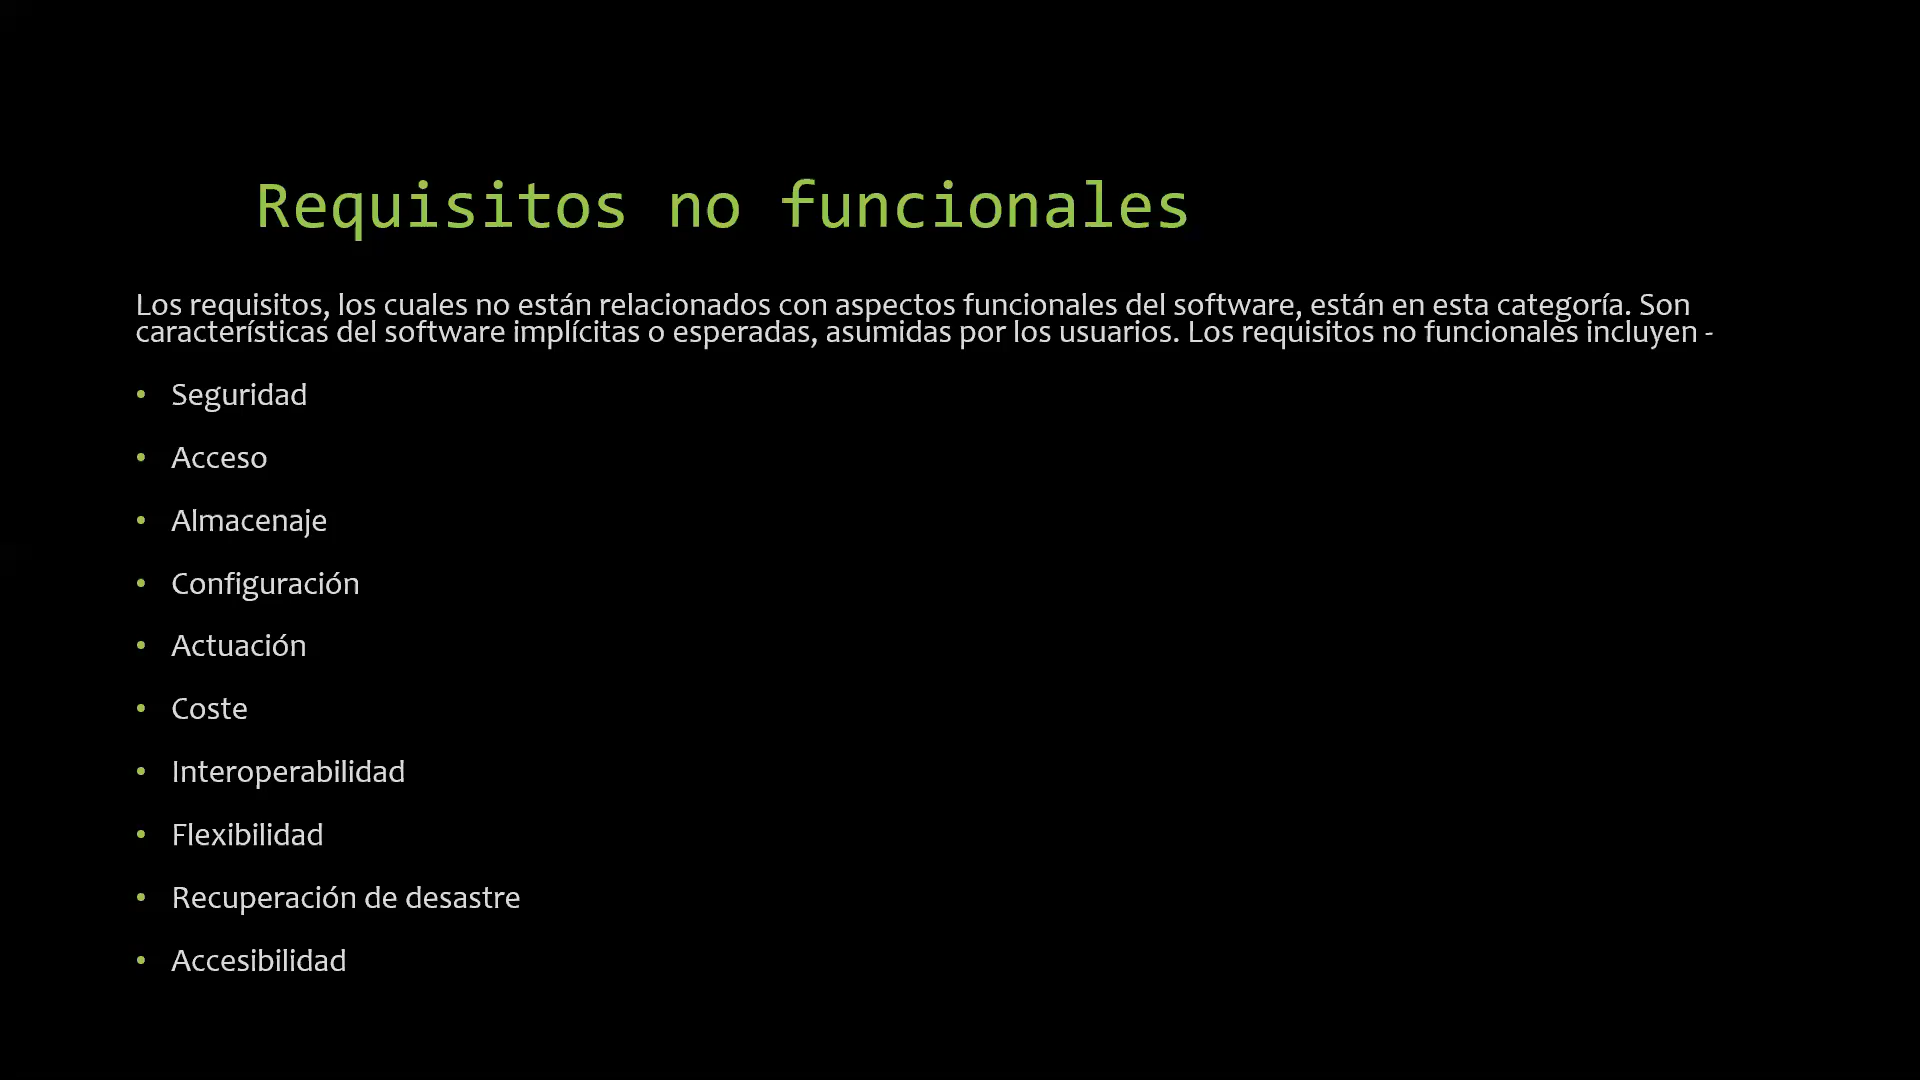 Requisitos no funcionales
Los requisitos, los cuales no están relacionados con aspectos funcionales del software, están en esta categoría. Son
características del software implícitas o esperadas, asumidas por los usuarios. Los requisitos no funcionales incluyen -
• Seguridad
• Acceso
• Almacenaje
• Configuración
• Actuación
• Coste
• Interoperabilidad
• Flexibilidad
• Recuperación de desastre
• Accesibilidad